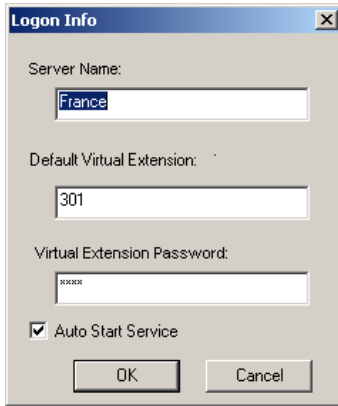 Logon Info
Server Name:
France
Default Virtual Extension:
301
Virtual Extension Password:
****
Auto Start Service
OK Cancel